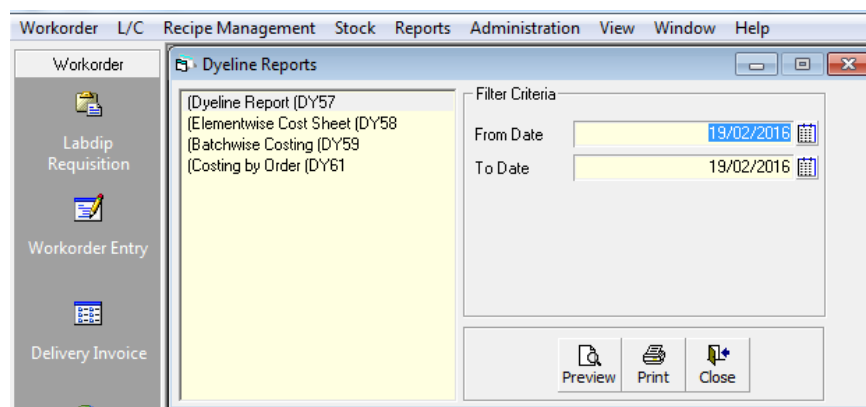 Workorder L/C Recipe Management Stock Reports Administration View Window Help
Workorder
Labdip
Requisition
Workorder Entry
Delivery Invoice
Dyeline Reports
(Dyeline Report (DY57
(Elementwise Cost Sheet (DY58
(Batchwise Costing (DY59
(Costing by Order (DY61
Filter Criteria
From Date 19/02/2016
To Date 19/02/2016
Preview Print Close